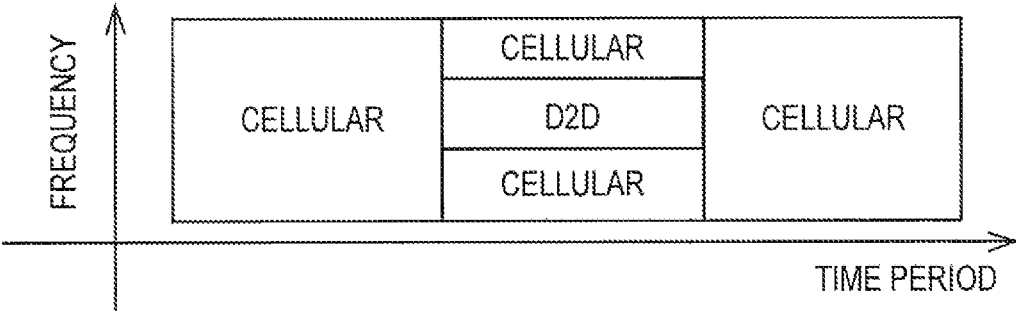 FREQUENCY
CELLULAR
CELLULAR
D2D
CELLULAR
CELLULAR
TIME PERIOD